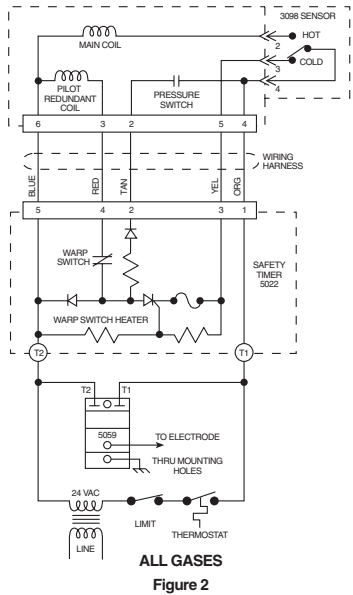 3098 SENSOR
HOT
MAIN COIL
2
COLD
3
4
PILOT
REDUNDANT
COIL
PRESSURE
SWITCH
6 3 2 5 4
WIRING
HARNESS
BLUE
RED
TAN
YEL
ORG
5 4 2 3 1
WARP
SWITCH
SAFETY
TIMER
5022
WARP SWITCH HEATER
T2
T1
T2 T1
5059
TO ELECTRODE
THRU MOUNTING
HOLES
24 VAC
LIMIT
THERMOSTAT
LINE
ALL GASES
Figure 2